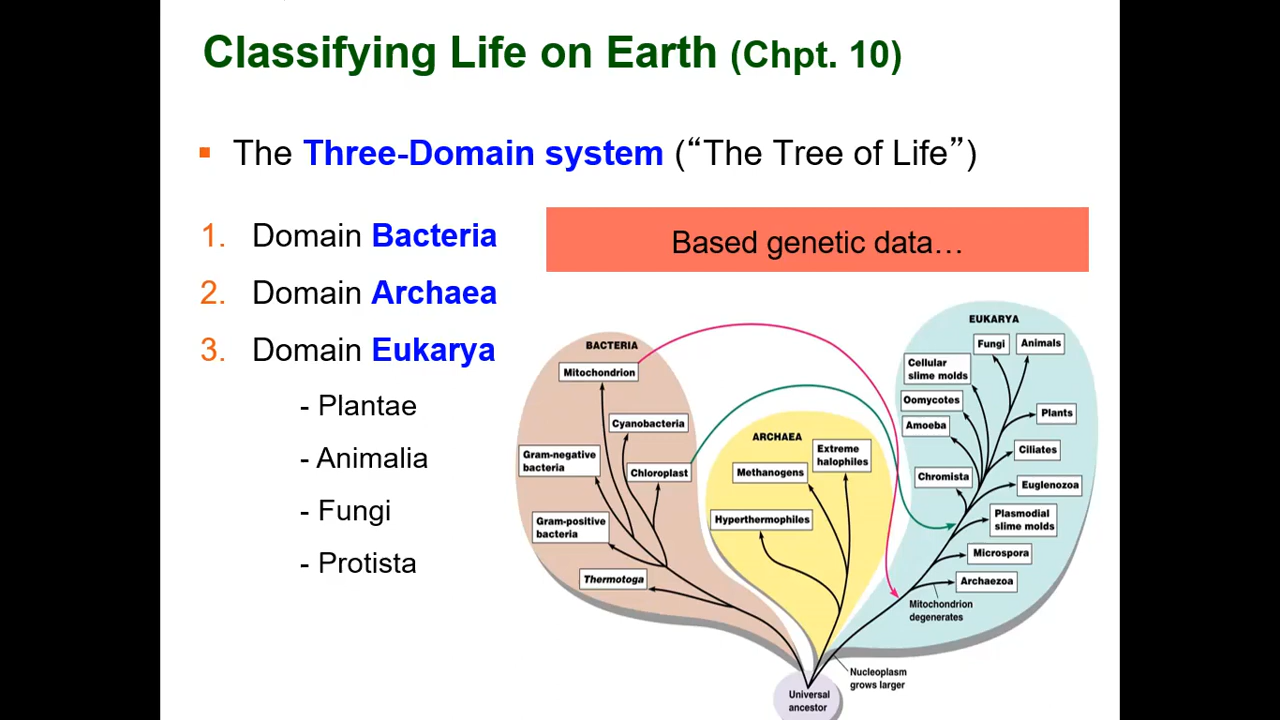 Classifying Life on Earth (Chpt. 10)
▪ The Three-Domain system (“The Tree of Life”)
1. Domain Bacteria
2. Domain Archaea
3. Domain Eukarya
- Plantae
- Animalia
- Fungi
- Protista
Based genetic data…
BACTERIA
Mitochondrion
Cyanobacteria
Gram-negative
bacteria
Chloroplast
Gram-positive
bacteria
Thermotoga
ARCHAEA
Extreme
halophiles
Methanogens
Hyperthermophiles
EUKARYA
Fungi
Animals
Cellular
slime molds
Oomycotes
Plants
Amoeba
Ciliates
Chromista
Euglenozoa
Plasmodial
slime molds
Microspora
Archaezoa
Mitochondrion
degenerates
Nucleoplasm
grows larger
Universal
ancestor